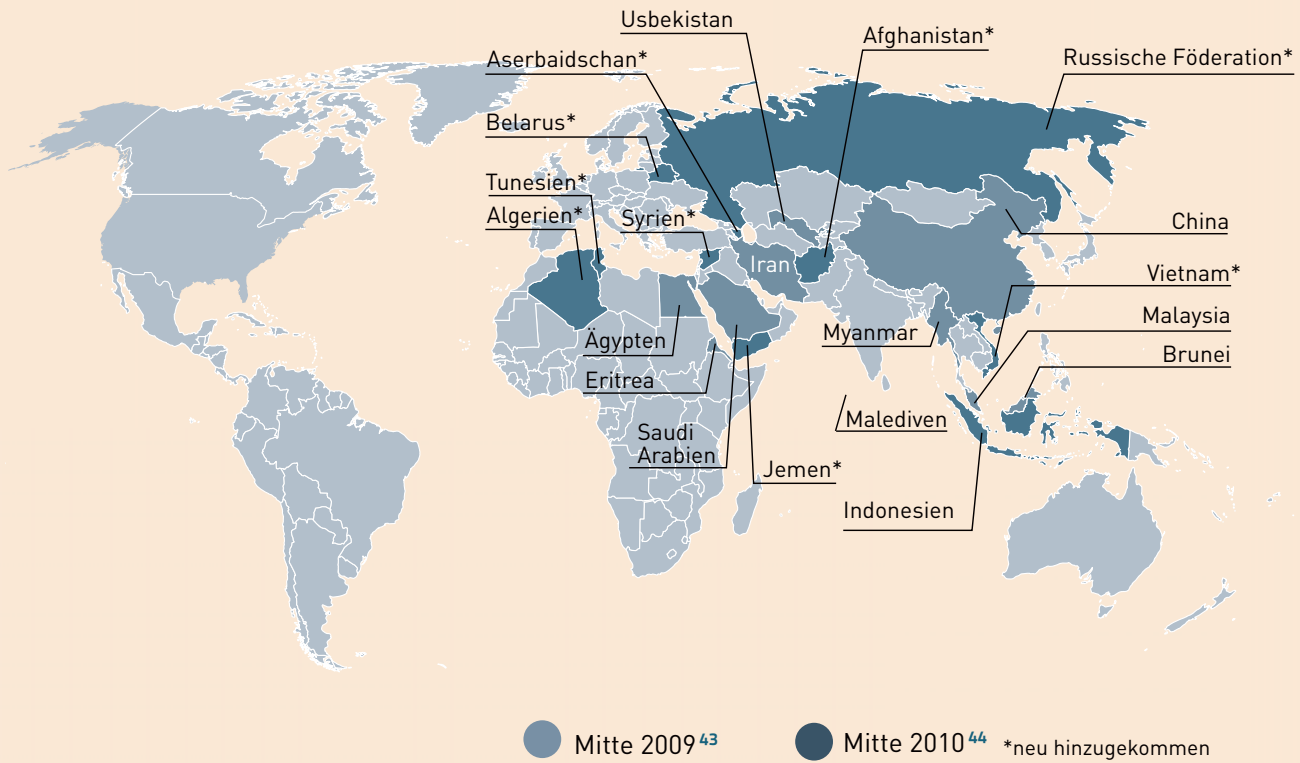 Usbekistan
Afghanistan*
Russische Föderation*
Aserbaidschan*
Belarus*
Tunesien*
Algerien*
Syrien*
China
Iran
Vietnam*
Malaysia
Myanmar
Ägypten
Brunei
Eritrea
Malediven
Saudi
Arabien
Jemen*
Indonesien
Mitte 2009 43
Mitte 2010 44 *neu hinzugekommen